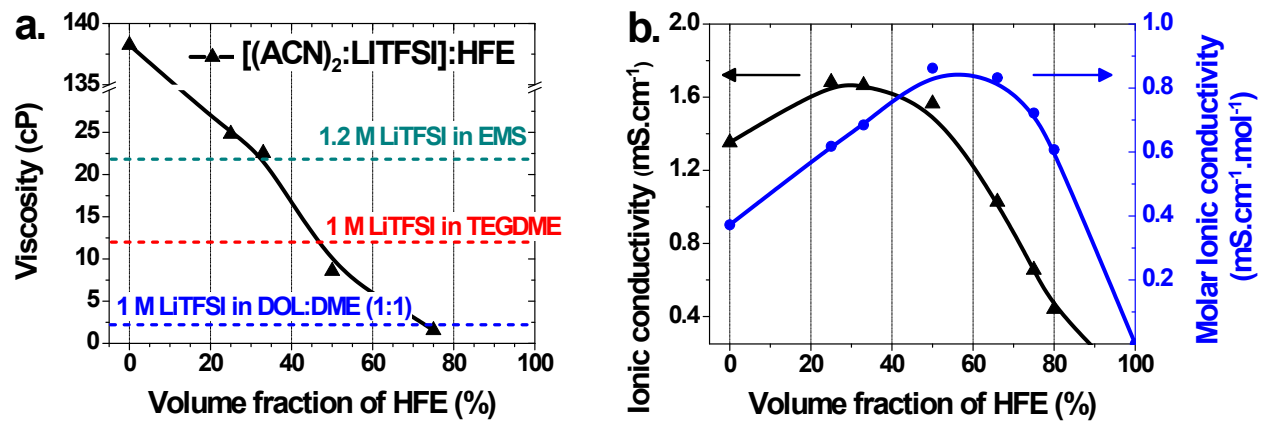 a.
[(ACN)2:LITFSI]:HFE
140
135
25
20
15
10
5
0
Viscosity (cP)
1.2 M LiTFSI in EMS
1 M LiTFSI in TEGDME
1 M LiTFSI in DOL:DME (1:1)
0 20 40 60 80 100
Volume fraction of HFE (%)
b.
2.0
1.6
1.2
0.8
0.4
Ionic conductivity (mS.cm-1)
1.0
0.8
0.6
0.4
0.2
Molar Ionic conductivity
(mS.cm-1.mol-1)
0 20 40 60 80 100
Volume fraction of HFE (%)